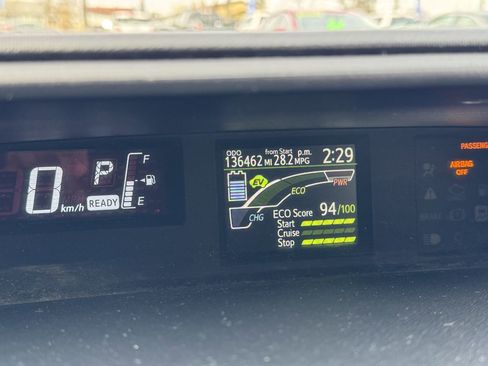 0 km/h
P
READY
F
E
ODO from Start p.m.
136462 MI 28.2 MPG 2:29
EV
ECO
PWR
CHG
ECO Score 94/100
Start
Cruise
Stop
PASSENG
AIRBAG
OFF